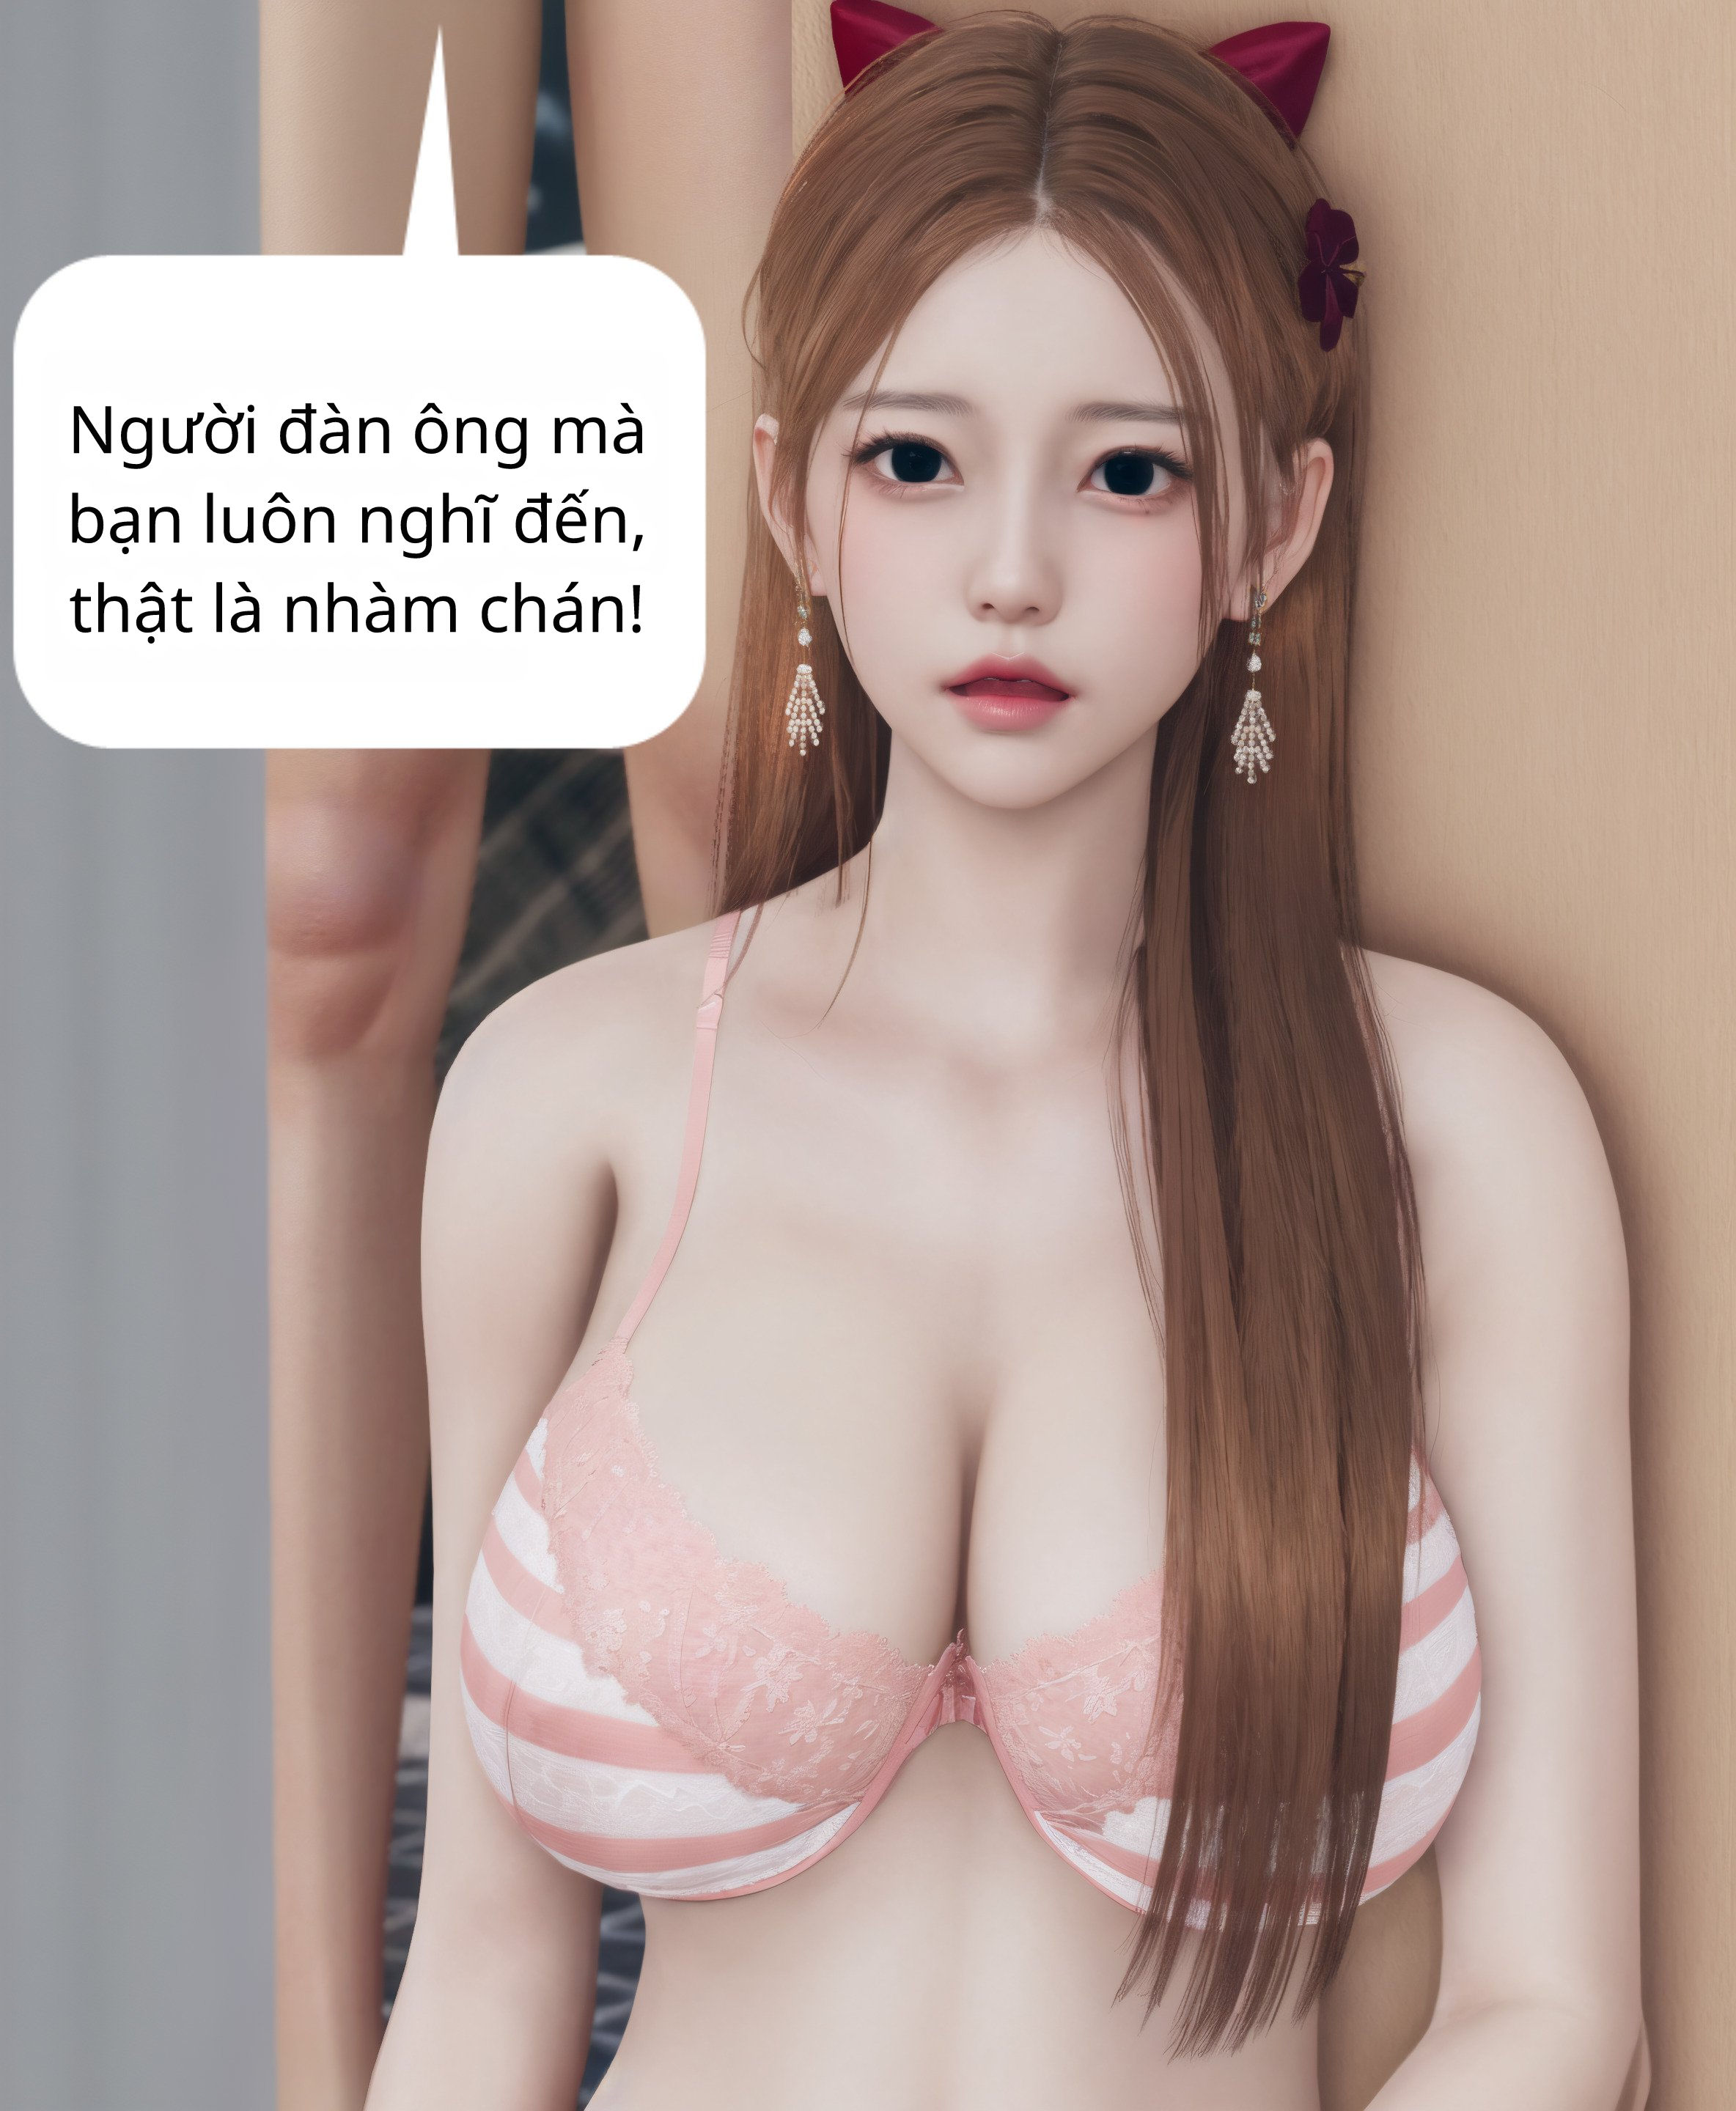 Người đàn ông mà
bạn luôn nghĩ đến,
thật là nhàm chán!